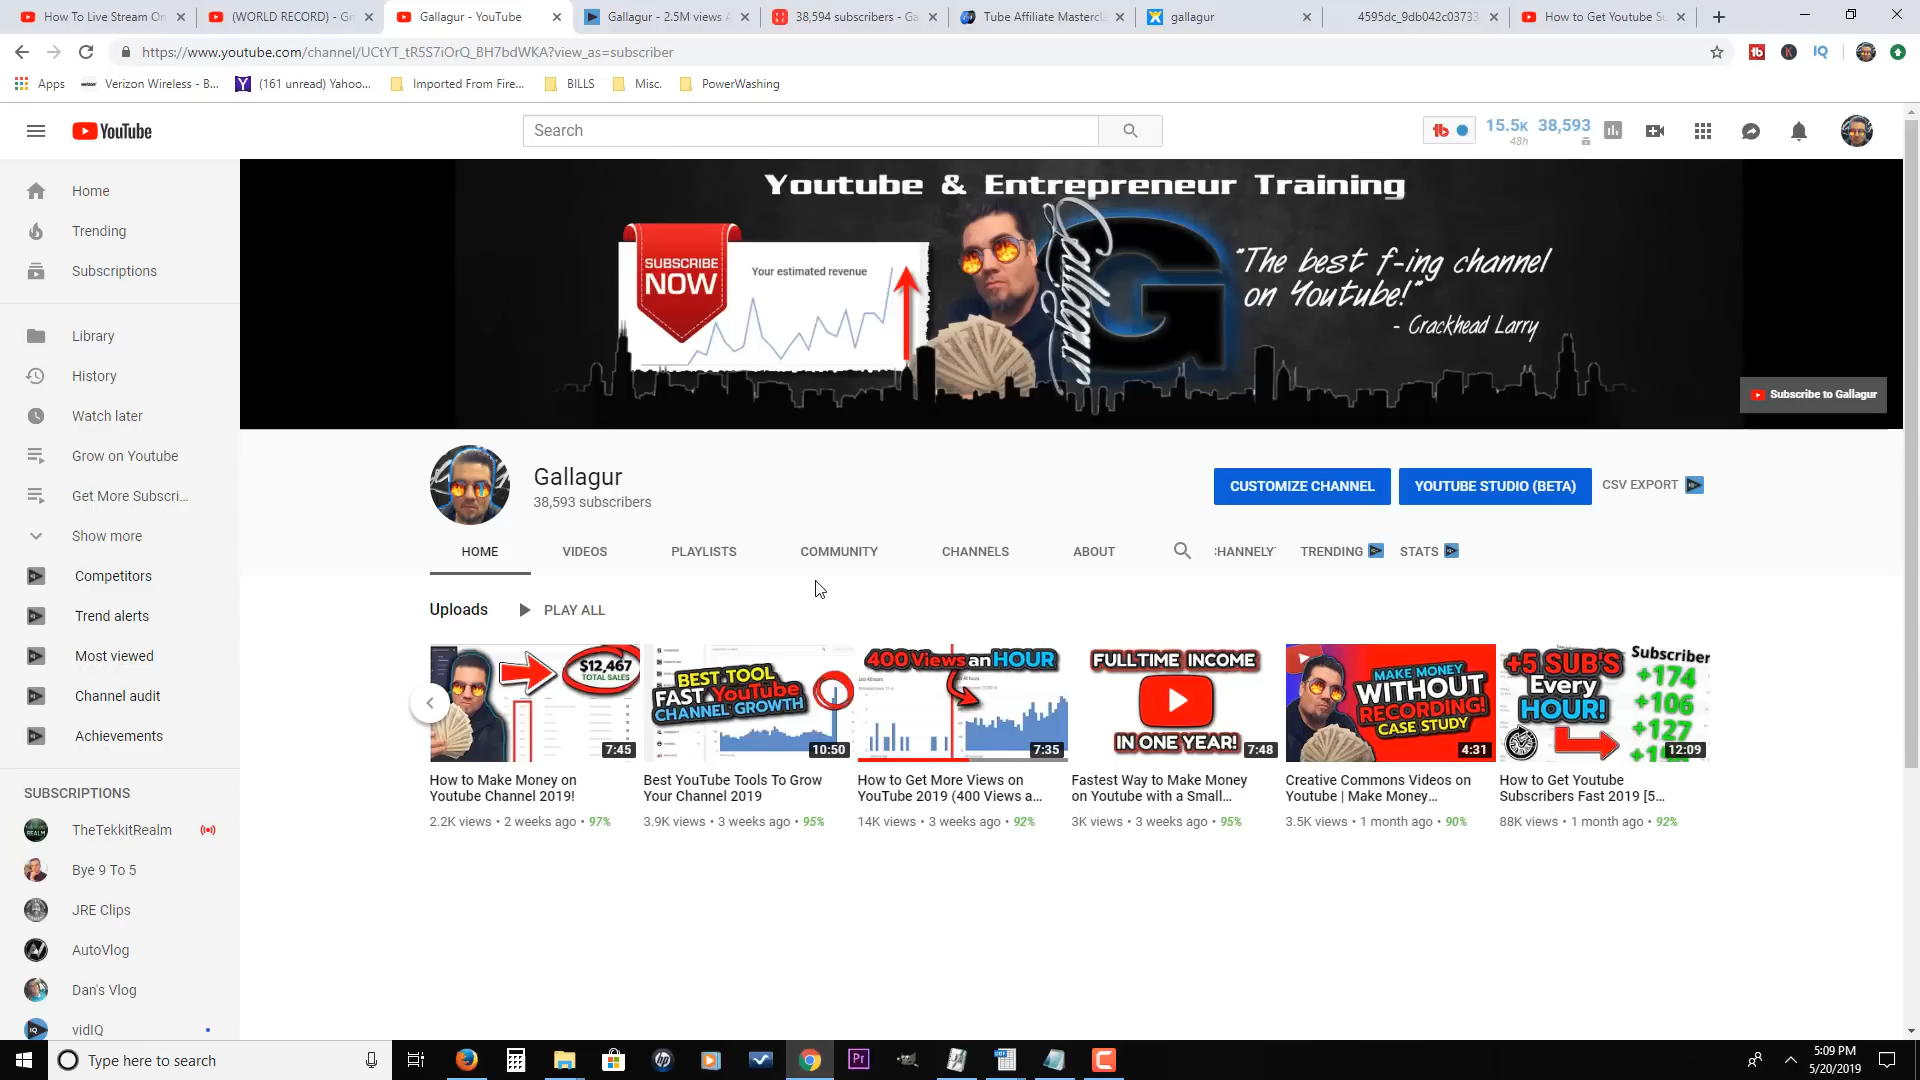 How To Live Stream On
(WORLD RECORD) - Gr
Gallagur - YouTube
Gallagur - 2.5M views
38,594 subscribers - Ga
Tube Affiliate Mastercla
gallagur
4595dc_9db042c03733
How to Get Youtube Su
https://www.youtube.com/channel/UCtYT_tR5S7iOrQ_BH7bdWKA?view_as=subscriber
Apps
Verizon Wireless - B...
(161 unread) Yahoo...
Imported From Fire...
BILLS
Misc.
PowerWashing
YouTube
Search
15.5K 38,593
48h
Home
Trending
Subscriptions
Library
History
Watch later
Grow on Youtube
Get More Subscri...
Show more
Competitors
Trend alerts
Most viewed
Channel audit
Achievements
SUBSCRIPTIONS
TheTekkitRealm
Bye 9 To 5
JRE Clips
AutoVlog
Dan's Vlog
vidIQ
Youtube & Entrepreneur Training
SUBSCRIBE
NOW
Your estimated revenue
Gallagur
G
"The best f-ing channel
on Youtube!"
- Crackhead Larry
Subscribe to Gallagur
Gallagur
38,593 subscribers
CUSTOMIZE CHANNEL
YOUTUBE STUDIO (BETA)
CSV EXPORT
HOME
VIDEOS
PLAYLISTS
COMMUNITY
CHANNELS
ABOUT
HANNELY
TRENDING
STATS
Uploads
PLAY ALL
$12,467
TOTAL SALES
7:45
How to Make Money on
Youtube Channel 2019!
2.2K views • 2 weeks ago • 97%
BEST TOOL
FAST YouTube
CHANNEL GROWTH
10:50
Best YouTube Tools To Grow
Your Channel 2019
3.9K views • 3 weeks ago • 95%
400 Views an HOUR
7:35
How to Get More Views on
YouTube 2019 (400 Views a...
14K views • 3 weeks ago • 92%
FULLTIME INCOME
IN ONE YEAR!
7:48
Fastest Way to Make Money
on Youtube with a Small...
3K views • 3 weeks ago • 95%
MAKE MONEY
WITHOUT
RECORDING!
CASE STUDY
4:31
Creative Commons Videos on
Youtube | Make Money...
3.5K views • 1 month ago • 90%
+5 SUB'S
Every
HOUR!
Subscriber
+174
+106
+127
12:09
How to Get Youtube
Subscribers Fast 2019 [5...
88K views • 1 month ago • 92%
Type here to search
Pr
5:09 PM
5/20/2019